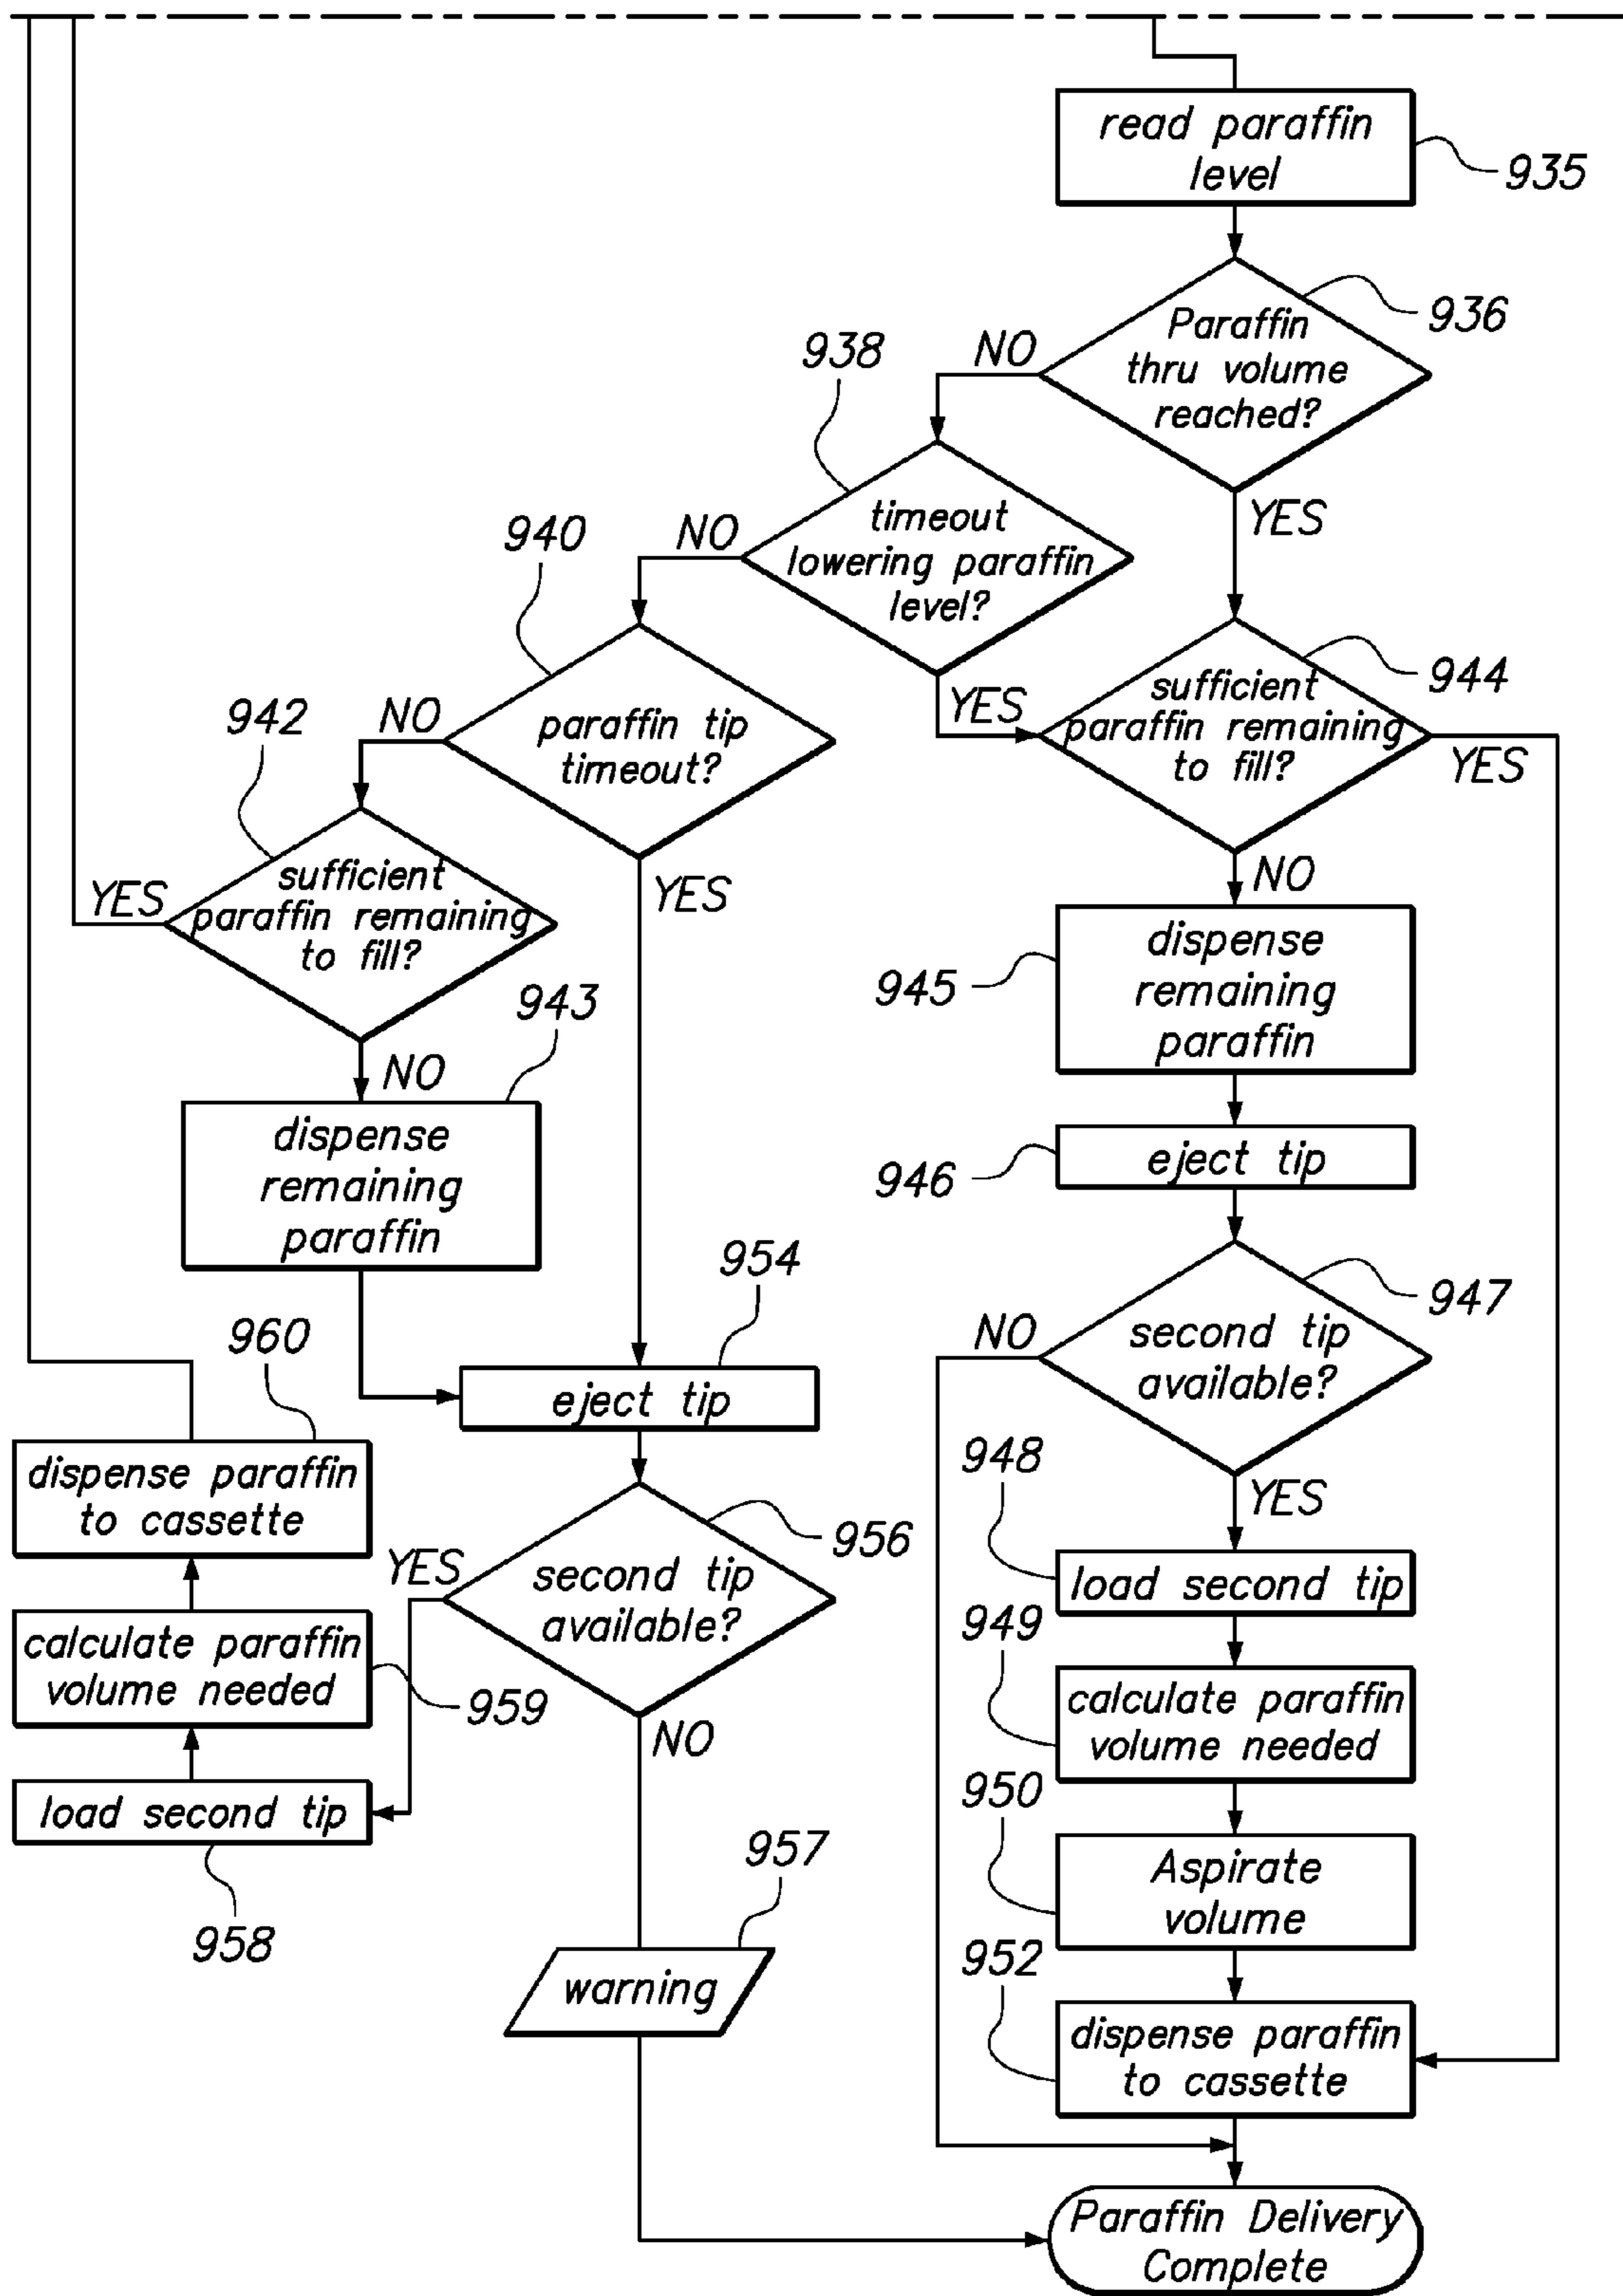 read paraffin
level
935
Paraffin
thru volume
reached?
936
NO
YES
938
timeout
lowering paraffin
level?
NO
YES
940
paraffin tip
timeout?
NO
YES
942
sufficient
paraffin remaining
to fill?
YES
NO
943
dispense
remaining
paraffin
944
sufficient
paraffin remaining
to fill?
YES
NO
945
dispense
remaining
paraffin
946
eject tip
947
second tip
available?
NO
YES
948
load second tip
949
calculate paraffin
volume needed
950
Aspirate
volume
952
dispense paraffin
to cassette
954
eject tip
956
second tip
available?
YES
NO
957
warning
958
load second tip
959
calculate paraffin
volume needed
960
dispense paraffin
to cassette
Paraffin Delivery
Complete